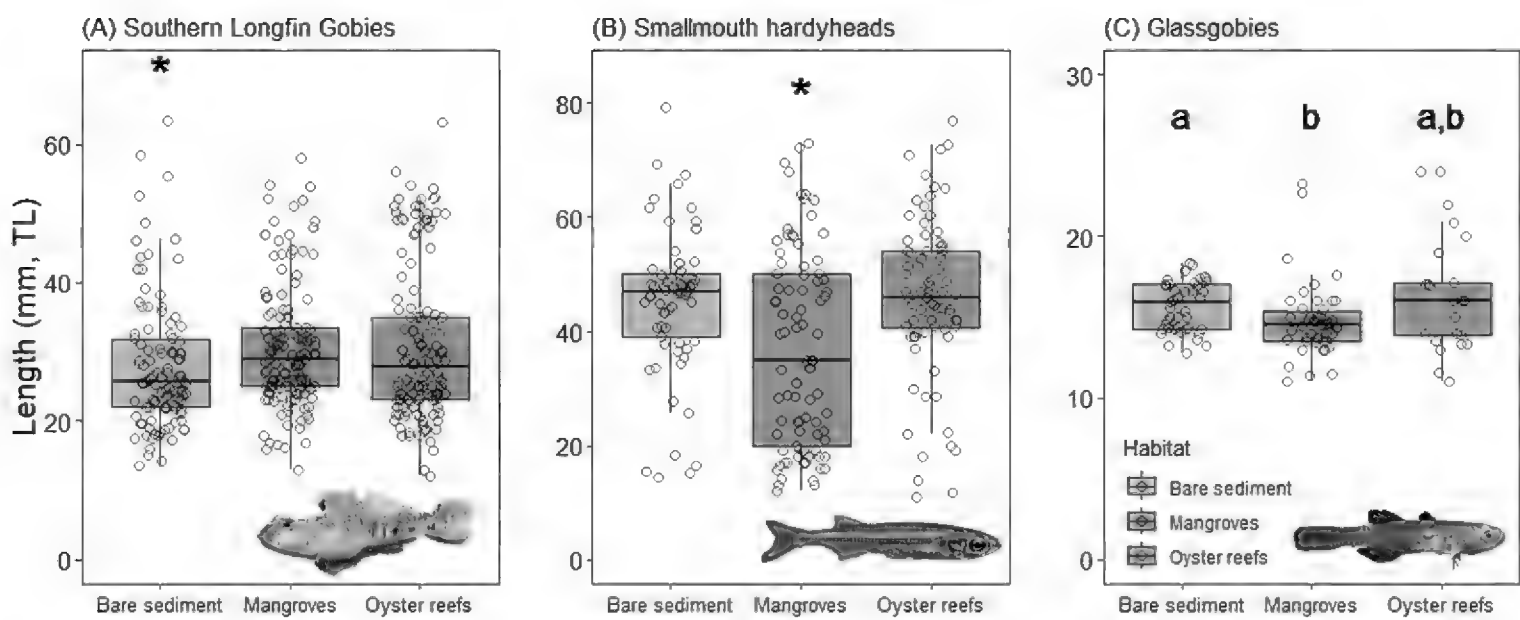 (A) Southern Longfin Gobies
(B) Smallmouth hardyheads
(C) Glassgobies
Length (mm, TL)
60
40
20
0
*
Bare sediment
Mangroves
Oyster reefs
80
60
40
20
0
*
Bare sediment
Mangroves
Oyster reefs
30
20
10
0
a
b
a,b
Habitat
Bare sediment
Mangroves
Oyster reefs
Bare sediment
Mangroves
Oyster reefs